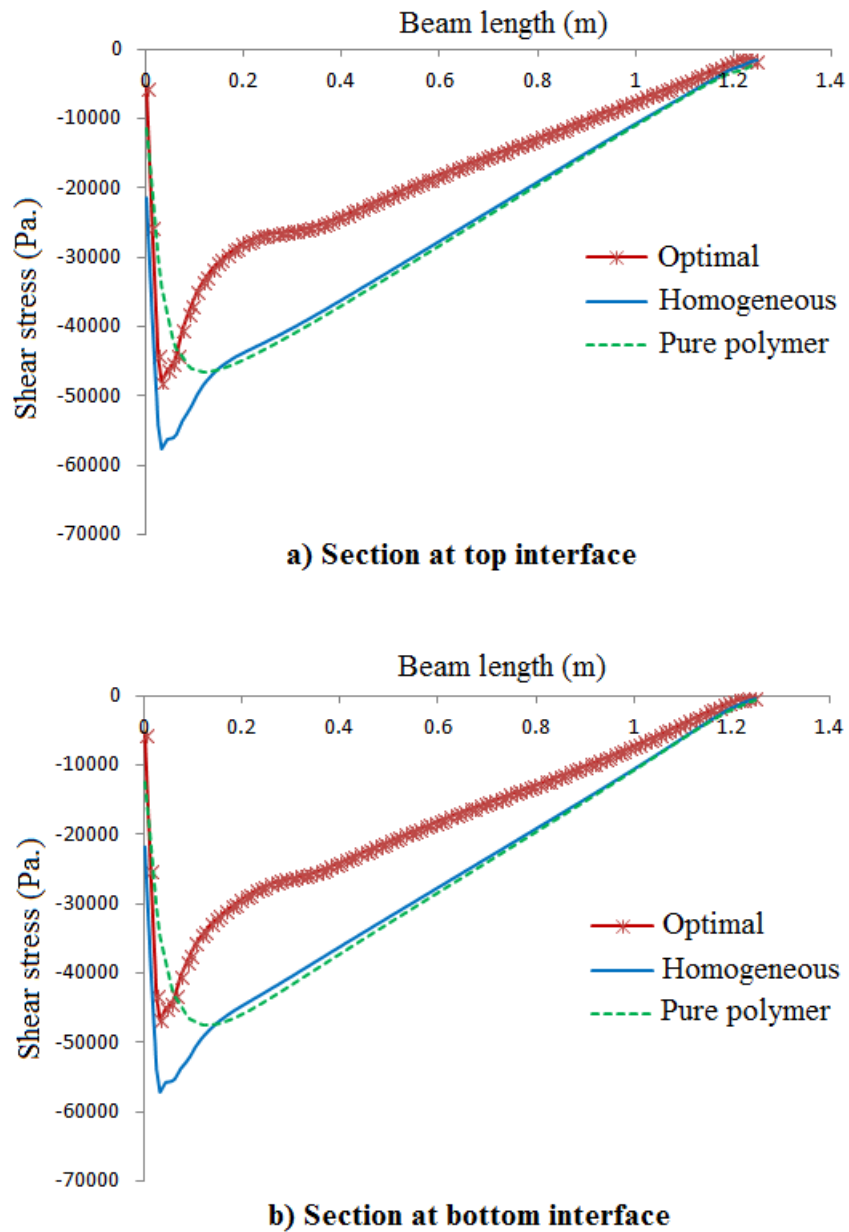 Beam length (m)
0
0 0.2 0.4 0.6 0.8 1 1.2 1.4
-10000
-20000
-30000
-40000
-50000
-60000
-70000
Shear stress (Pa.)
Optimal
Homogeneous
Pure polymer
a) Section at top interface
Beam length (m)
0
0 0.2 0.4 0.6 0.8 1 1.2 1.4
-10000
-20000
-30000
-40000
-50000
-60000
-70000
Shear stress (Pa.)
Optimal
Homogeneous
Pure polymer
b) Section at bottom interface